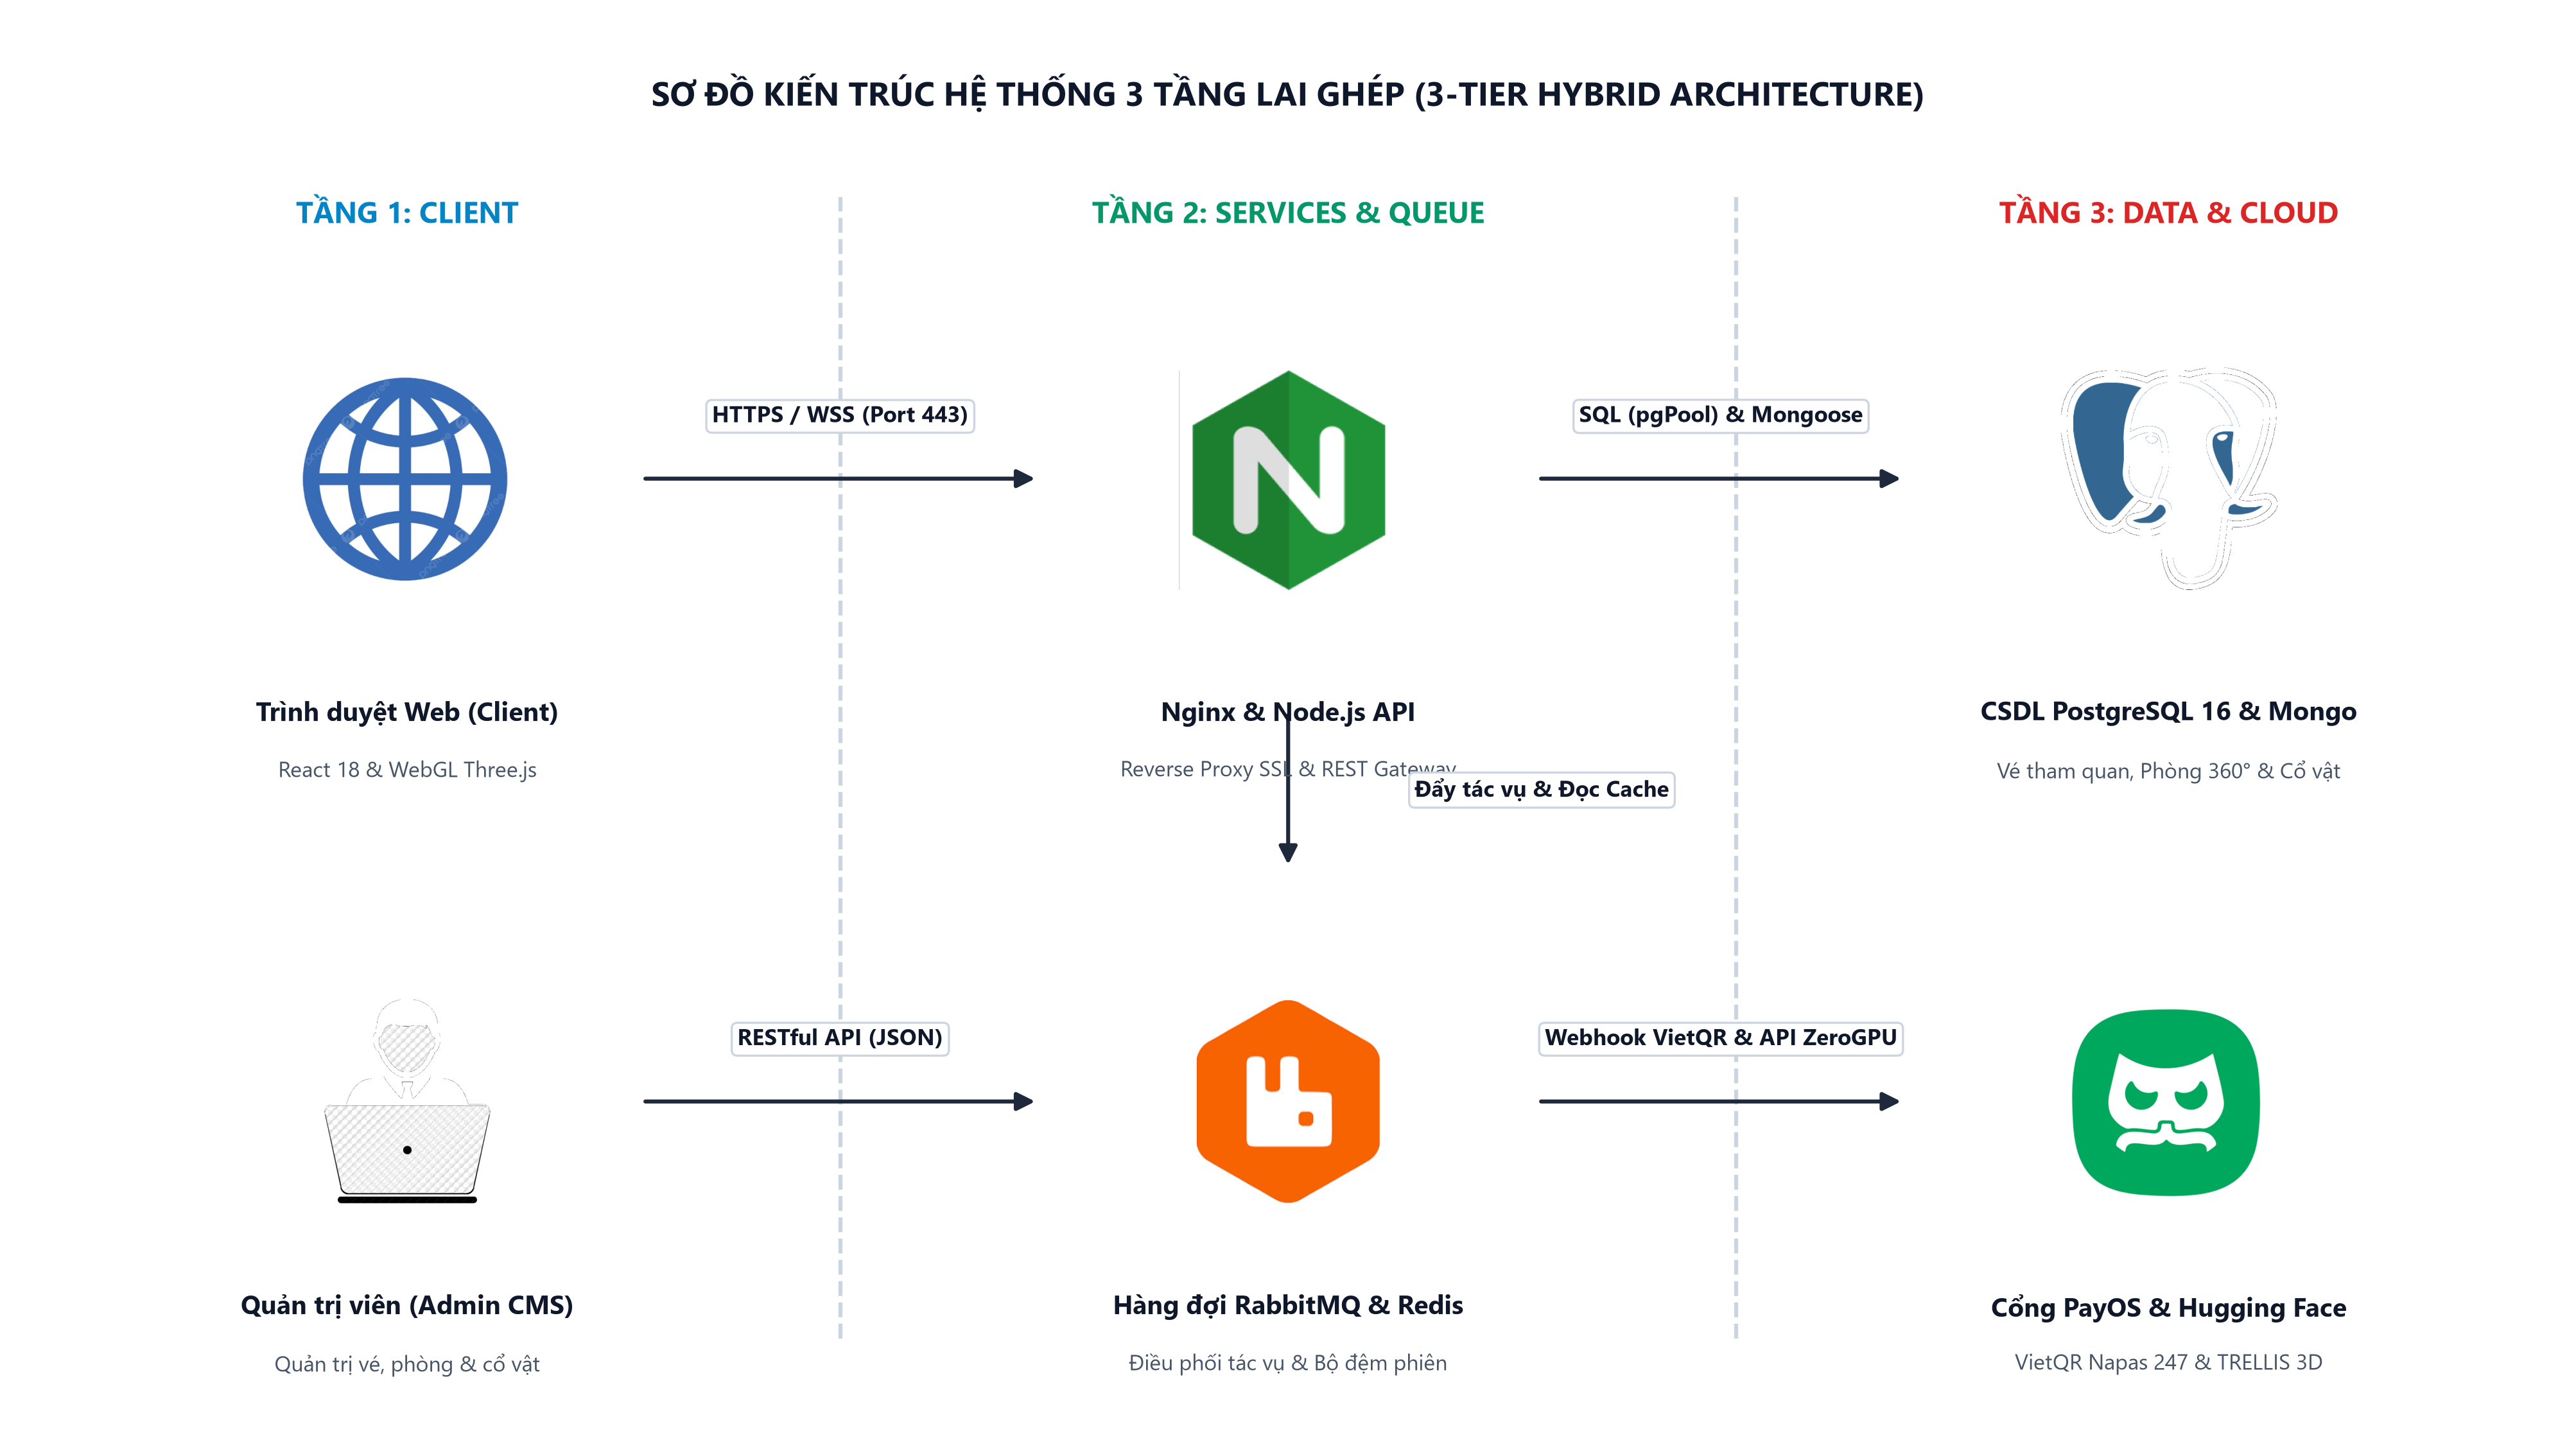 SƠ ĐỒ KIẾN TRÚC HỆ THỐNG 3 TẦNG LAI GHÉP (3-TIER HYBRID ARCHITECTURE)
TẦNG 1: CLIENT
TẦNG 2: SERVICES & QUEUE
TẦNG 3: DATA & CLOUD
HTTPS / WSS (Port 443)
SQL (pgPool) & Mongoose
Trình duyệt Web (Client)
React 18 & WebGL Three.js
Nginx & Node.js API
Reverse Proxy SSL & REST Gateway
CSDL PostgreSQL 16 & Mongo
Vé tham quan, Phòng 360° & Cổ vật
Đẩy tác vụ & Đọc Cache
RESTful API (JSON)
Webhook VietQR & API ZeroGPU
Quản trị viên (Admin CMS)
Quản trị vé, phòng & cổ vật
Hàng đợi RabbitMQ & Redis
Điều phối tác vụ & Bộ đệm phiên
Cổng PayOS & Hugging Face
VietQR Napas 247 & TRELLIS 3D